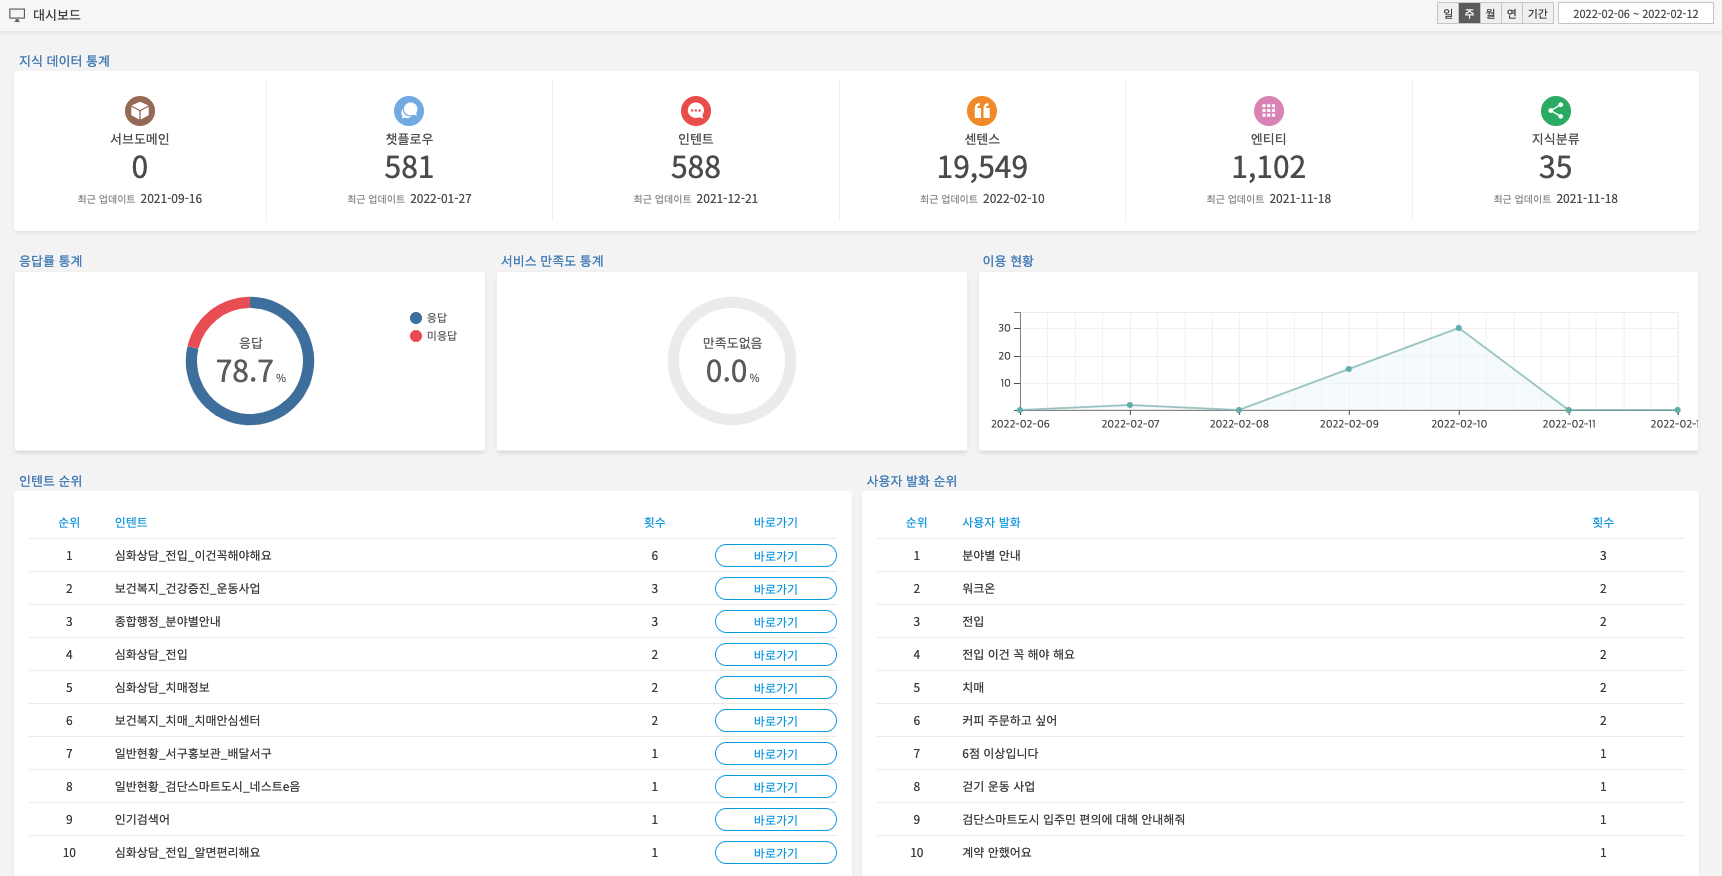 대시보드
일 주 월 연 기간 2022-02-06 ~ 2022-02-12
지식 데이터 통계
서브도메인 챗플로우 인텐트 센텐스 엔티티 지식분류
0 581 588 19,549 1,102 35
최근 업데이트 2021-09-16 최근 업데이트 2022-01-27 최근 업데이트 2021-12-21 최근 업데이트 2022-02-10 최근 업데이트 2021-11-18 최근 업데이트 2021-11-18
응답률 통계
응답
78.7 %
응답
미응답
서비스 만족도 통계
만족도없음
0.0 %
이용 현황
30
20
10
2022-02-06 2022-02-07 2022-02-08 2022-02-09 2022-02-10 2022-02-11 2022-02-1
인텐트 순위
순위 인텐트 횟수 바로가기
1 심화상담_전입_이건꼭해야해요 6 바로가기
2 보건복지_건강증진_운동사업 3 바로가기
3 종합행정_분야별안내 3 바로가기
4 심화상담_전입 2 바로가기
5 심화상담_치매정보 2 바로가기
6 보건복지_치매_치매안심센터 2 바로가기
7 일반현황_서구홍보관_배달서구 1 바로가기
8 일반현황_검단스마트도시_네스트e음 1 바로가기
9 인기검색어 1 바로가기
10 심화상담_전입_알면편리해요 1 바로가기
사용자 발화 순위
순위 사용자 발화 횟수
1 분야별 안내 3
2 워크온 2
3 전입 2
4 전입 이건 꼭 해야 해요 2
5 치매 2
6 커피 주문하고 싶어 2
7 6점 이상입니다 1
8 걷기 운동 사업 1
9 검단스마트도시 입주민 편의에 대해 안내해줘 1
10 계약 안했어요 1